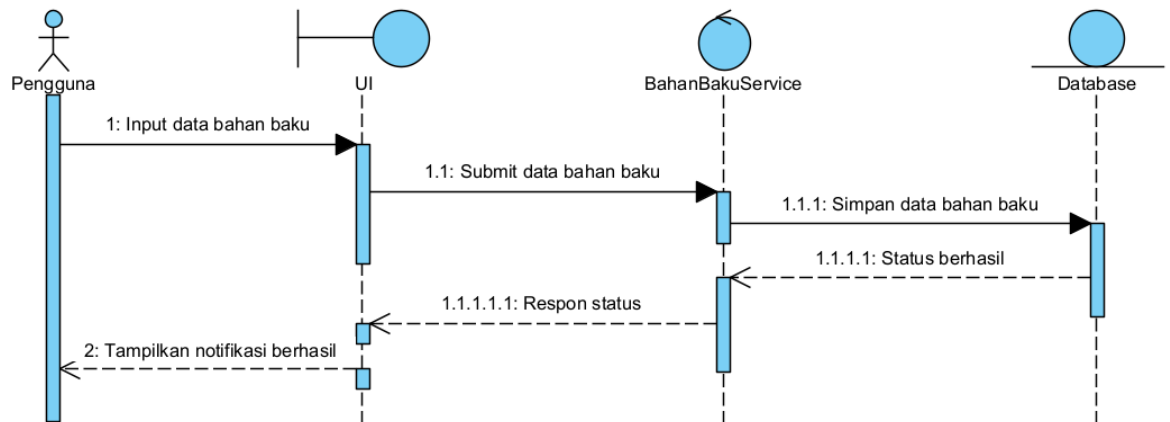 Pengguna
UI
BahanBakuService
Database
1: Input data bahan baku
1.1: Submit data bahan baku
1.1.1: Simpan data bahan baku
1.1.1.1: Status berhasil
1.1.1.1.1: Respon status
2: Tampilkan notifikasi berhasil